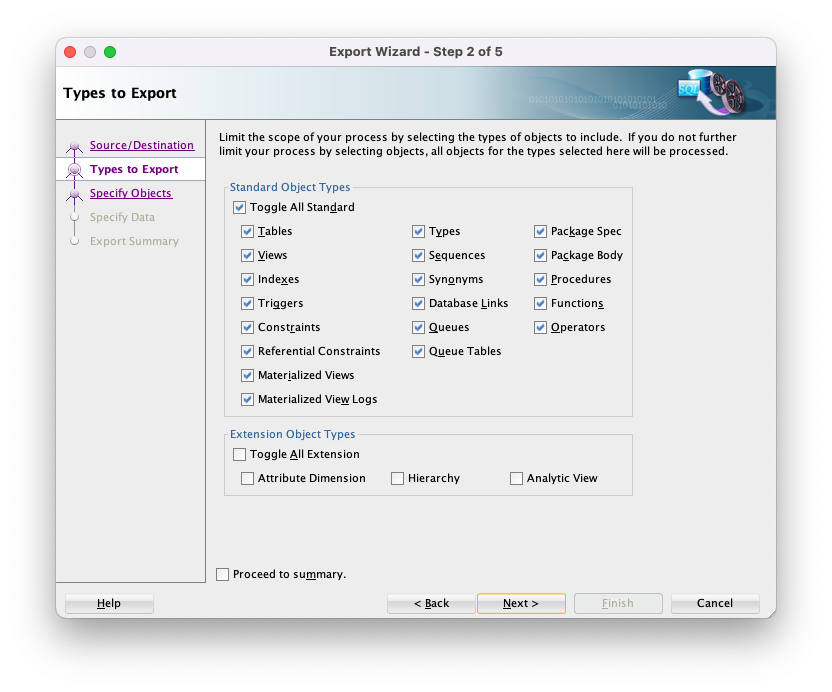 Export Wizard - Step 2 of 5
Types to Export
SQL
Source/Destination
Types to Export
Specify Objects
Specify Data
Export Summary
Limit the scope of your process by selecting the types of objects to include. If you do not further
limit your process by selecting objects, all objects for the types selected here will be processed.
Standard Object Types
Toggle All Standard
Tables
Types
Package Spec
Views
Sequences
Package Body
Indexes
Synonyms
Procedures
Triggers
Database Links
Functions
Constraints
Queues
Operators
Referential Constraints
Queue Tables
Materialized Views
Materialized View Logs
Extension Object Types
Toggle All Extension
Attribute Dimension
Hierarchy
Analytic View
Proceed to summary.
Help
< Back
Next >
Finish
Cancel